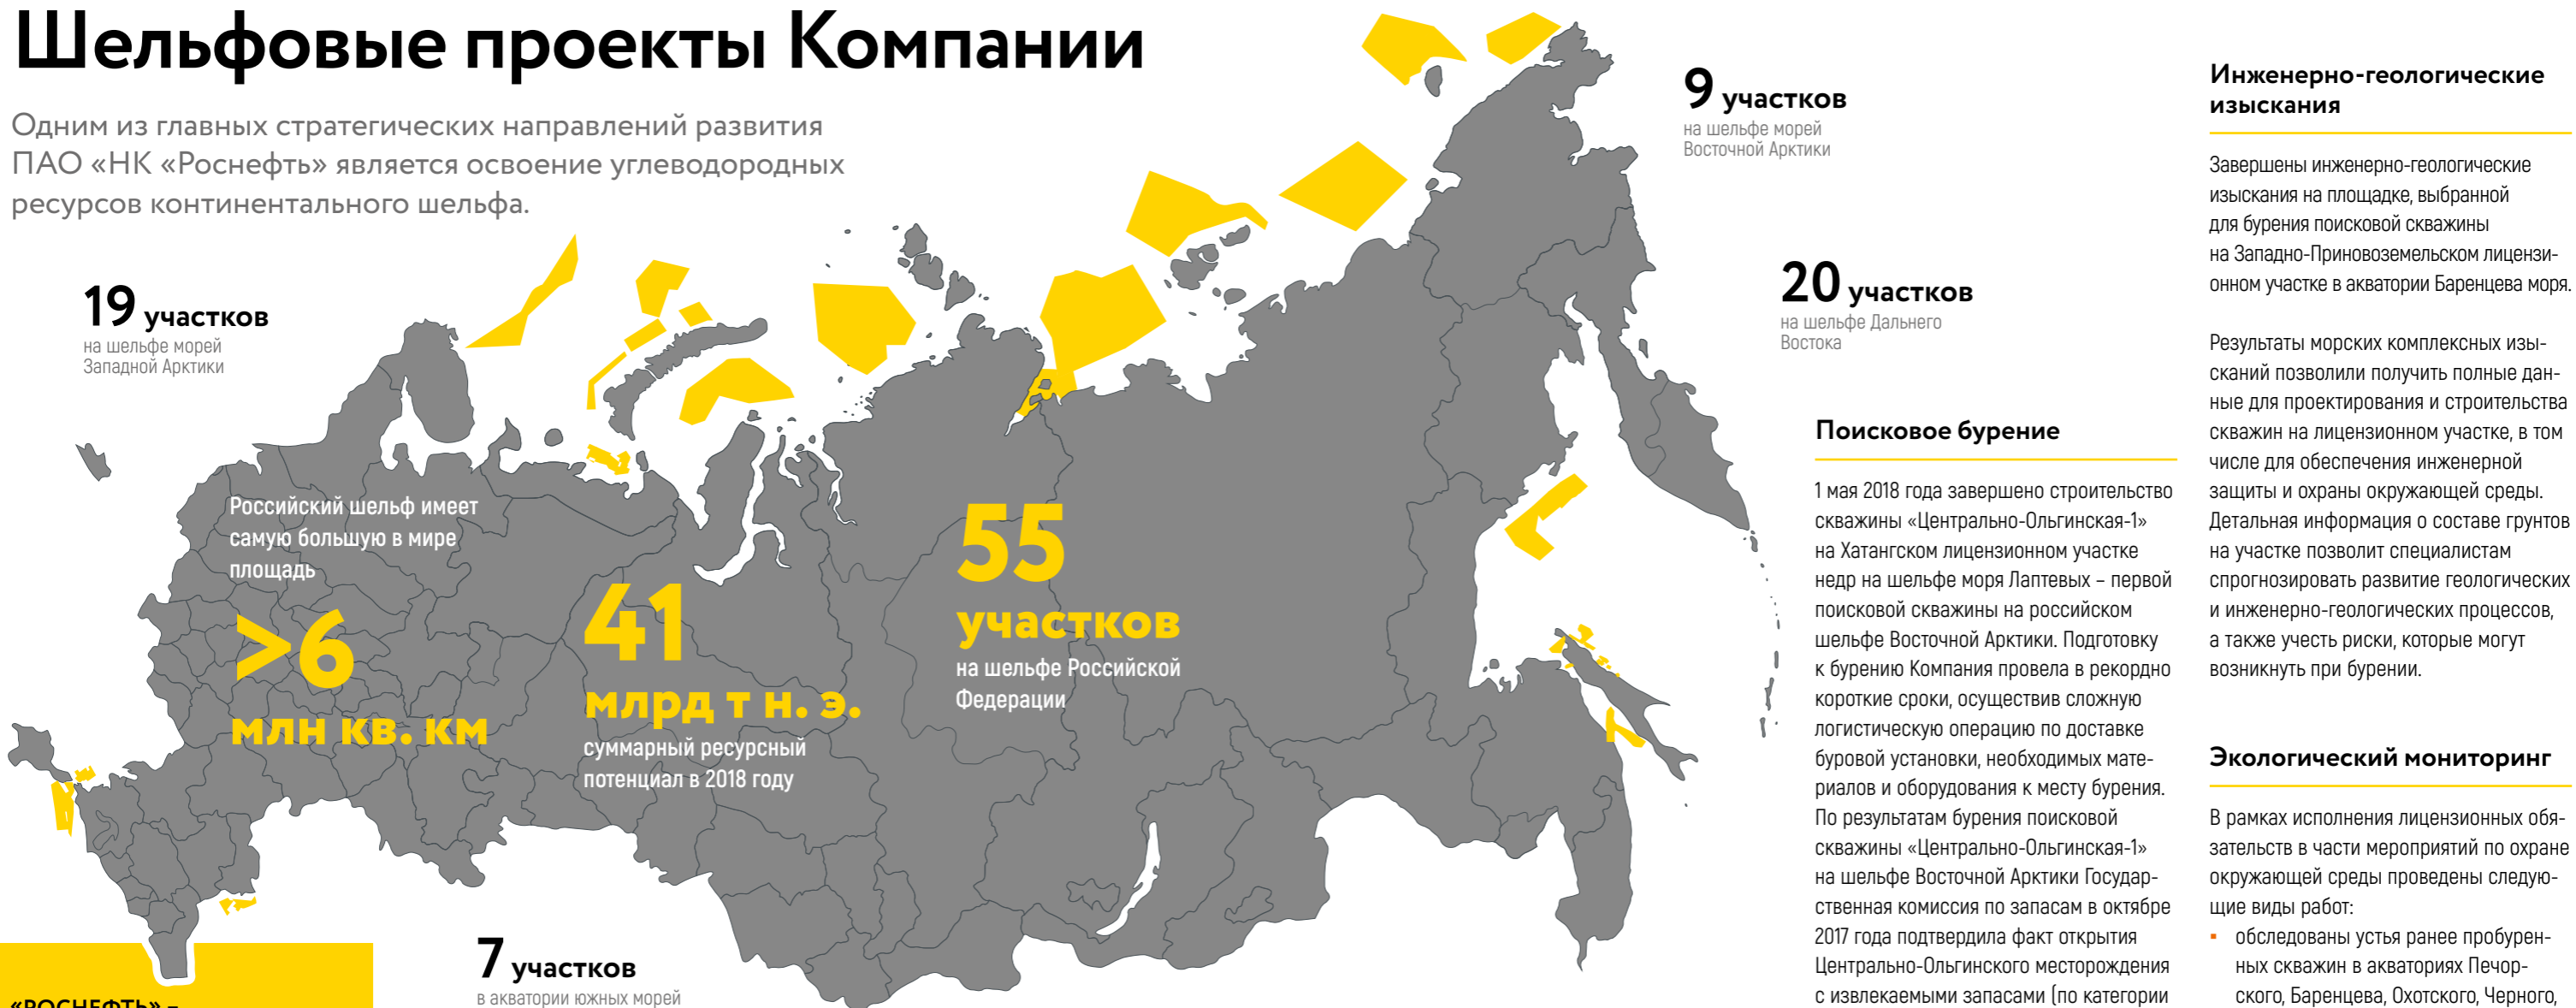 Шельфовые проекты Компании
Одним из главных стратегических направлений развития
ПАО «НК «Роснефть» является освоение углеводородных
ресурсов континентального шельфа.
19 участков
на шельфе морей
Западной Арктики
9 участков
на шельфе морей
Восточной Арктики
20 участков
на шельфе Дальнего
Востока
Российский шельф имеет
самую большую в мире
площадь
>6
млн кв. км
41
млрд т н. э.
суммарный ресурсный
потенциал в 2018 году
55
участков
на шельфе Российской
Федерации
7 участков
в акватории южных морей
«РОСНЕФТЬ» –
Поисковое бурение
1 мая 2018 года завершено строительство
скважины «Центрально-Ольгинская-1»
на Хатангском лицензионном участке
недр на шельфе моря Лаптевых – первой
поисковой скважины на российском
шельфе Восточной Арктики. Подготовку
к бурению Компания провела в рекордно
короткие сроки, осуществив сложную
логистическую операцию по доставке
буровой установки, необходимых мате-
риалов и оборудования к месту бурения.
По результатам бурения поисковой
скважины «Центрально-Ольгинская-1»
на шельфе Восточной Арктики Государ-
ственная комиссия по запасам в октябре
2017 года подтвердила факт открытия
Центрально-Ольгинского месторождения
с извлекаемыми запасами (по категории
Инженерно-геологические
изыскания
Завершены инженерно-геологические
изыскания на площадке, выбранной
для бурения поисковой скважины
на Западно-Приновоземельском лицензи-
онном участке в акватории Баренцева моря.
Результаты морских комплексных изы-
сканий позволили получить полные дан-
ные для проектирования и строительства
скважин на лицензионном участке, в том
числе для обеспечения инженерной
защиты и охраны окружающей среды.
Детальная информация о составе грунтов
на участке позволит специалистам
спрогнозировать развитие геологических
и инженерно-геологических процессов,
а также учесть риски, которые могут
возникнуть при бурении.
Экологический мониторинг
В рамках исполнения лицензионных обя-
зательств в части мероприятий по охране
окружающей среды проведены следую-
щие виды работ:
▪ обследованы устья ранее пробурен-
ных скважин в акваториях Печор-
ского, Баренцева, Охотского, Черного,